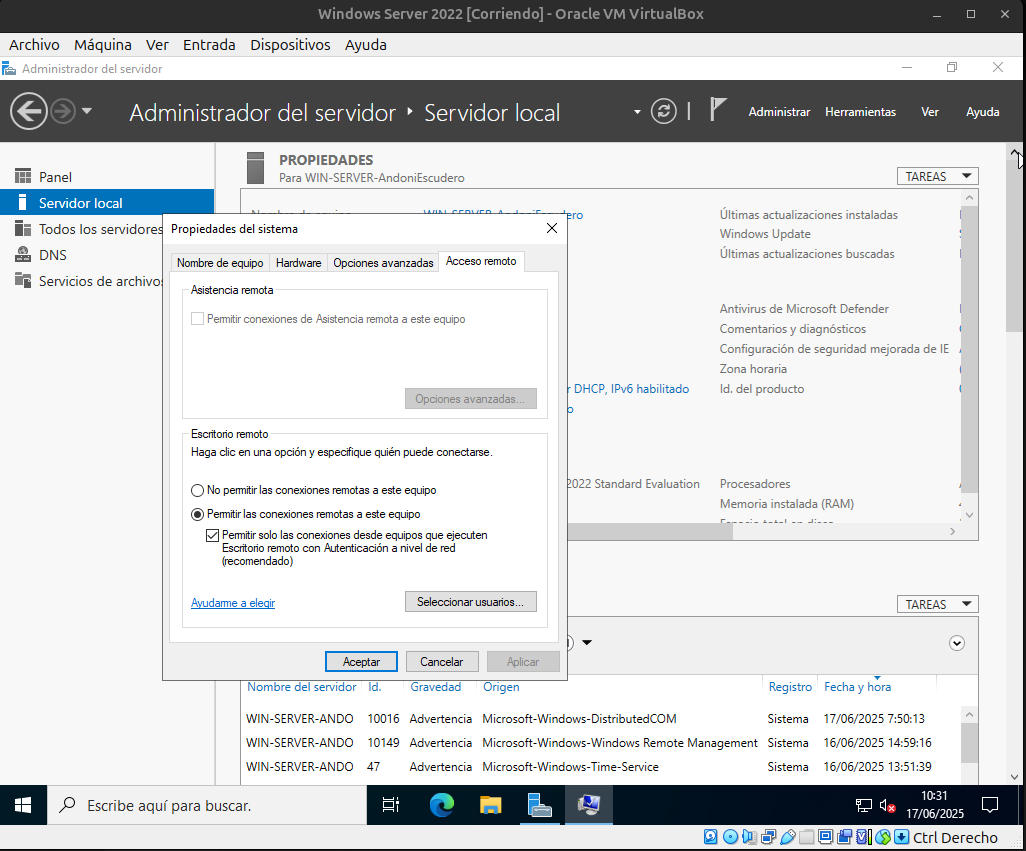 Windows Server 2022 [Corriendo] - Oracle VM VirtualBox
Archivo Máquina Ver Entrada Dispositivos Ayuda
Administrador del servidor
Administrador del servidor Servidor local
Administrar Herramientas Ver Ayuda
Panel
Servidor local
Todos los servidores
DNS
Servicios de archivos
PROPIEDADES
Para WIN-SERVER-AndoniEscudero
TAREAS
Nombre de equipo WIN-SERVER-AndoniEscudero
Últimas actualizaciones instaladas
Windows Update
Últimas actualizaciones buscadas
Antivirus de Microsoft Defender
Comentarios y diagnósticos
Configuración de seguridad mejorada de IE
Zona horaria
r DHCP, IPv6 habilitado Id. del producto
o
2022 Standard Evaluation Procesadores
Memoria instalada (RAM)
Espacio total en disco
Propiedades del sistema
Nombre de equipo Hardware Opciones avanzadas Acceso remoto
Asistencia remota
Permitir conexiones de Asistencia remota a este equipo
Opciones avanzadas...
Escritorio remoto
Haga clic en una opción y especifique quién puede conectarse.
No permitir las conexiones remotas a este equipo
Permitir las conexiones remotas a este equipo
Permitir solo las conexiones desde equipos que ejecuten
Escritorio remoto con Autenticación a nivel de red
(recomendado)
Ayudarme a elegir
Seleccionar usuarios...
Aceptar Cancelar Aplicar
TAREAS
Nombre del servidor Id. Gravedad Origen Registro Fecha y hora
WIN-SERVER-ANDO 10016 Advertencia Microsoft-Windows-DistributedCOM Sistema 17/06/2025 7:50:13
WIN-SERVER-ANDO 10149 Advertencia Microsoft-Windows-Windows Remote Management Sistema 16/06/2025 14:59:16
WIN-SERVER-ANDO 47 Advertencia Microsoft-Windows-Time-Service Sistema 16/06/2025 13:51:39
Escribe aquí para buscar.
10:31
17/06/2025
Ctrl Derecho